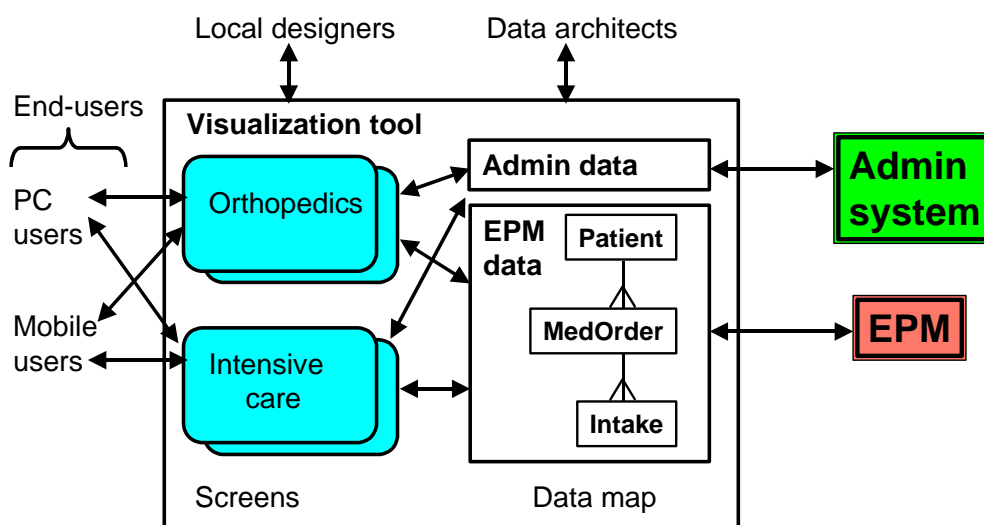 Local designers
Data architects
End-users
Visualization tool
PC
users
Mobile
users
Orthopedics
Intensive
care
Screens
Admin data
EPM
data
Patient
MedOrder
Intake
Data map
Admin
system
EPM